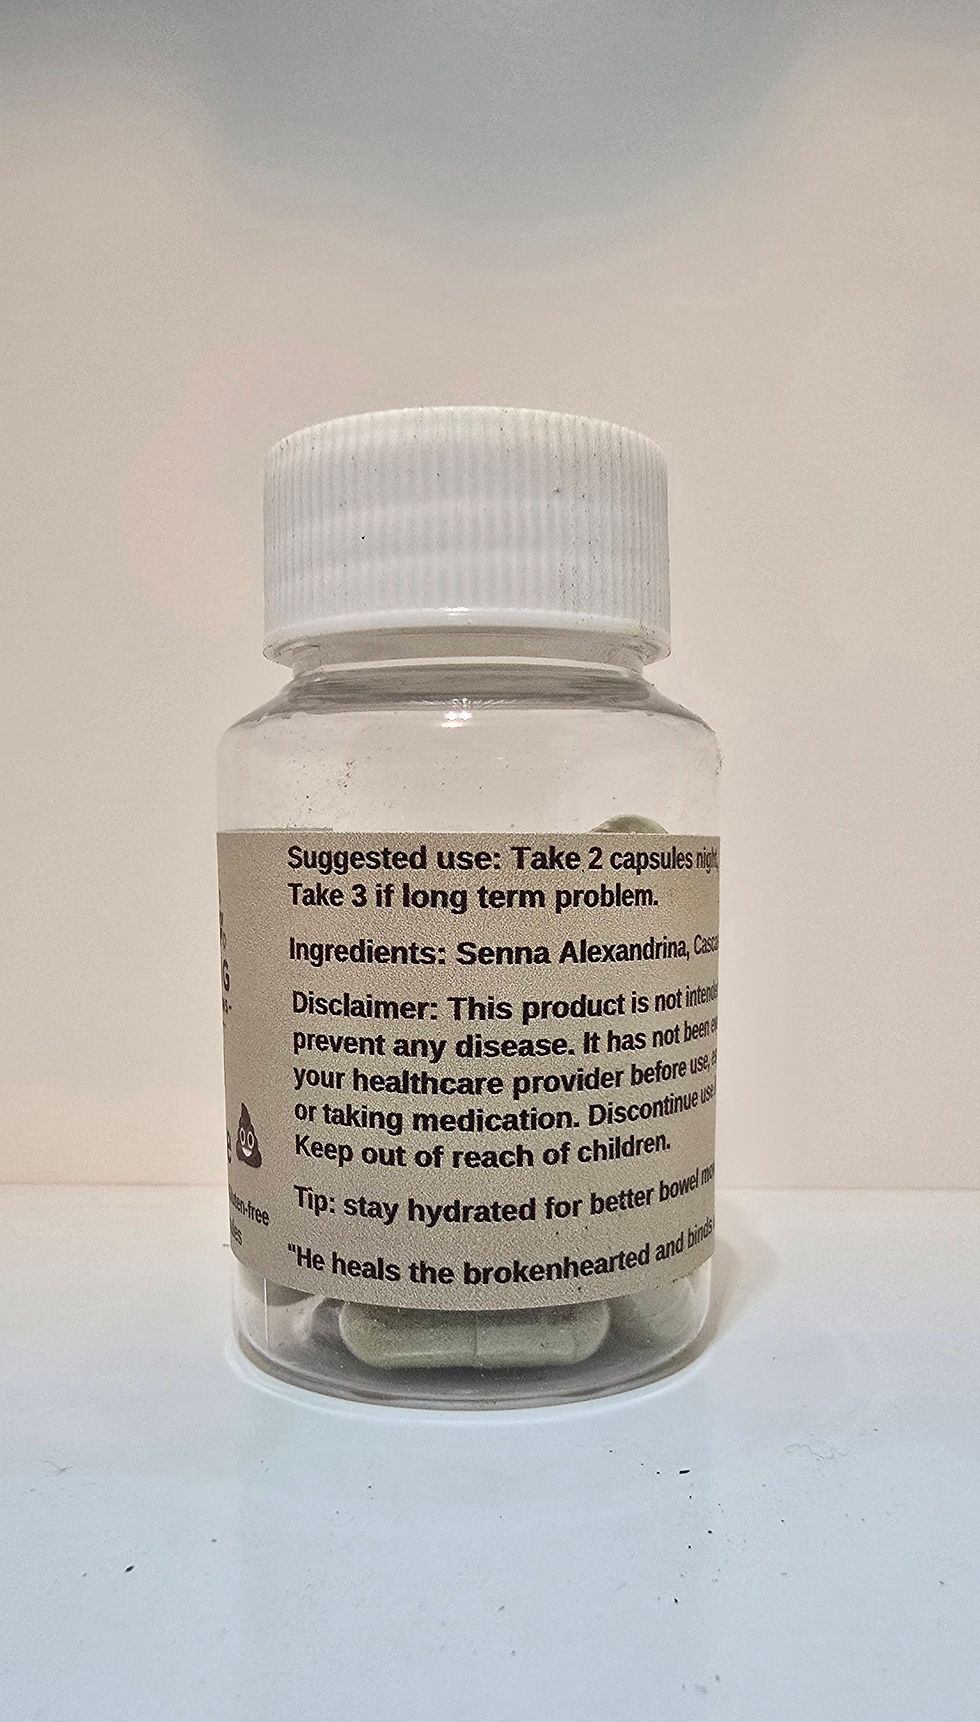 Suggested use: Take 2 capsules
Take 3 if long term problem.
Ingredients: Senna Alexandrina,
Disclaimer: This product is not
prevent any disease. It has not been
your healthcare provider before use,
or taking medication. Discontinue use
Keep out of reach of children.
Tip: stay hydrated for better bowel
"He heals the brokenhearted and binds